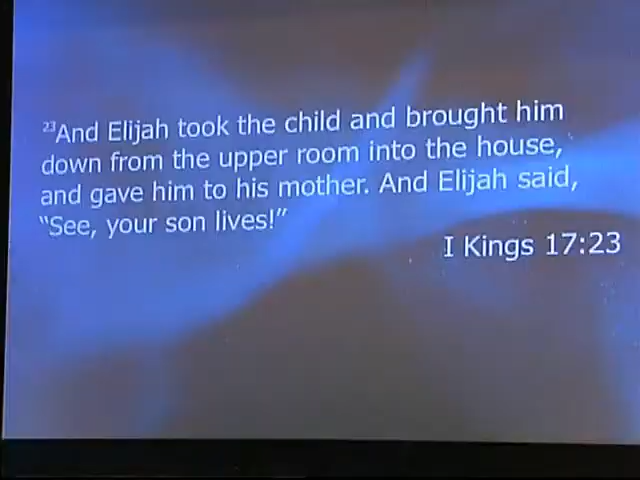 23And Elijah took the child and brought him
down from the upper room into the house,
and gave him to his mother. And Elijah said,
“See, your son lives!”
I Kings 17:23